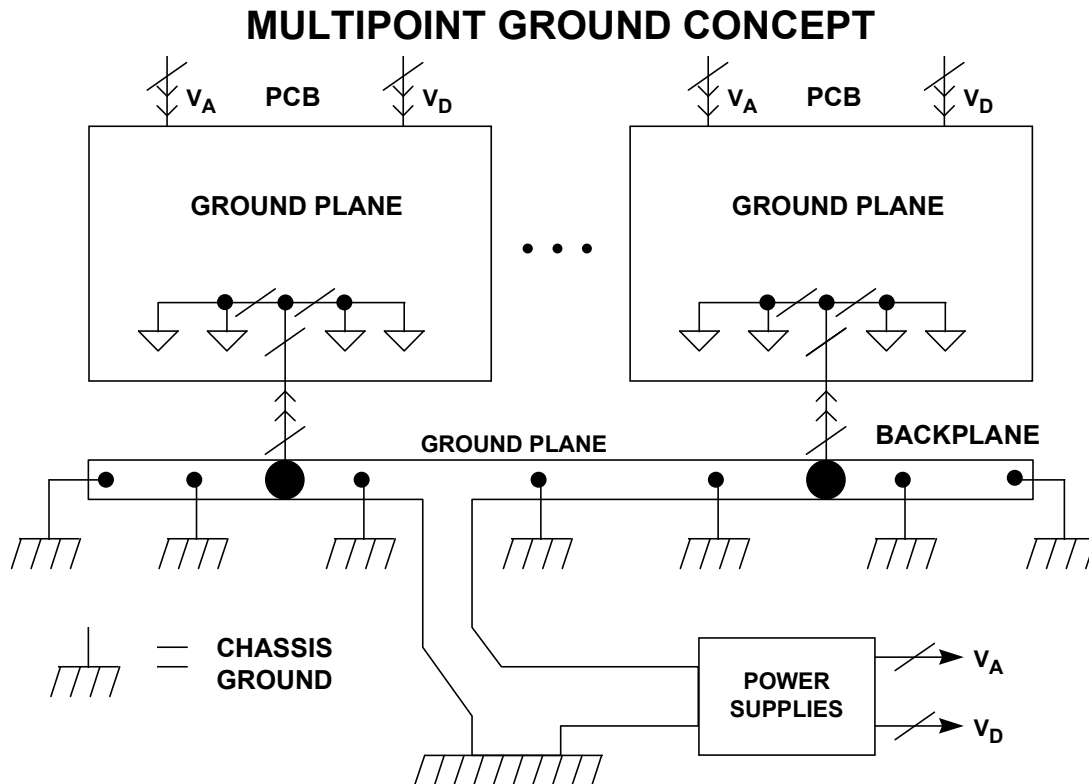 MULTIPOINT GROUND CONCEPT
VA PCB VD
VA PCB VD
GROUND PLANE
GROUND PLANE
• • •
GROUND PLANE
BACKPLANE
= CHASSIS
GROUND
POWER
SUPPLIES
VA
VD